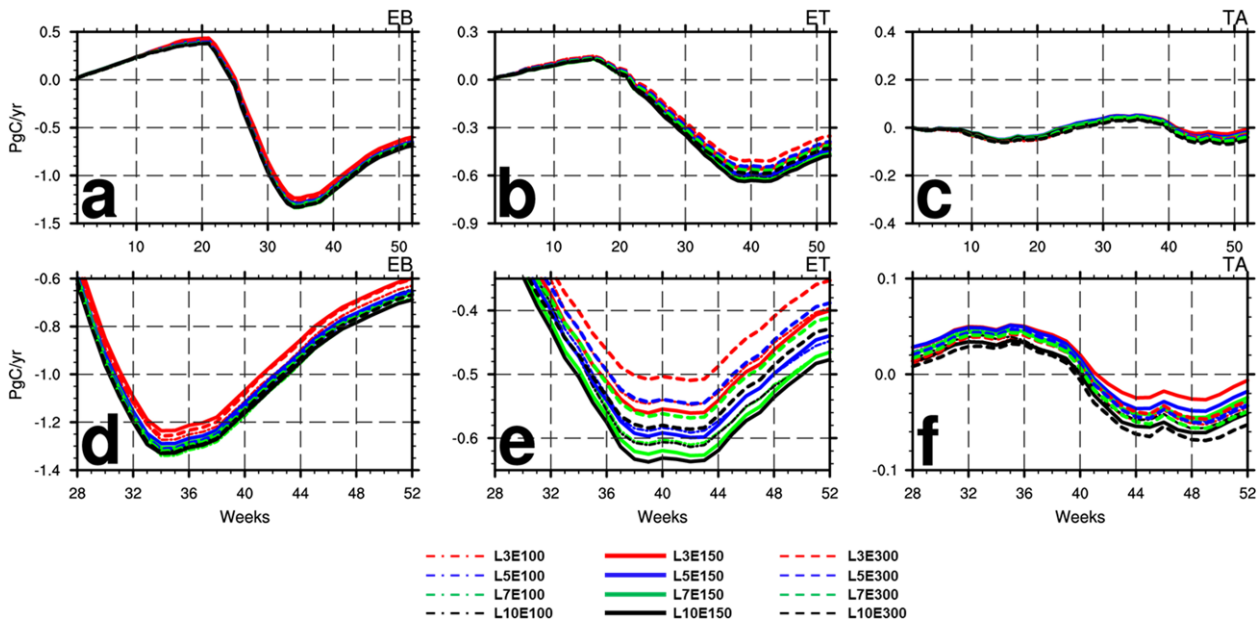 EB
ET
TA
0.5
0.0
-0.5
-1.0
-1.5
PgC/yr
a
10 20 30 40 50
0.3
0.0
-0.3
-0.6
-0.9
b
10 20 30 40 50
0.4
0.2
0.
-0.2
-0.4
c
10 20 30 40 50
EB
ET
TA
-0.6
-0.8
-1.0
-1.2
-1.4
PgC/yr
d
28 32 36 40 44 48 52
Weeks
-0.4
-0.5
-0.6
e
28 32 36 40 44 48 52
Weeks
0.1
0.0
-0.1
f
28 32 36 40 44 48 52
Weeks
L3E100 L3E150 L3E300
L5E100 L5E150 L5E300
L7E100 L7E150 L7E300
L10E100 L10E150 L10E300